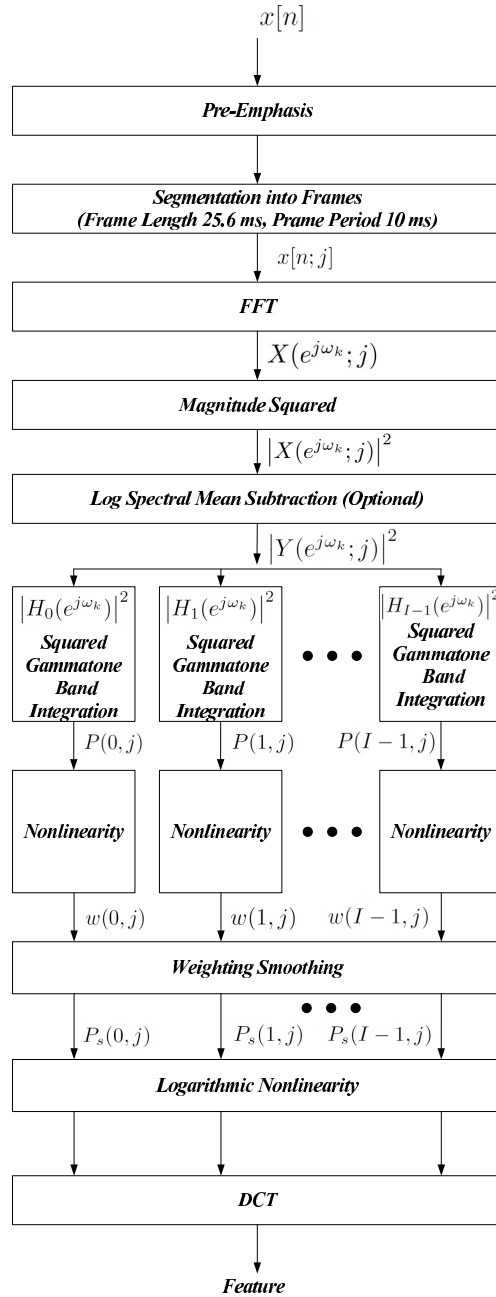 x[n]
Pre-Emphasis
Segmentation into Frames
(Frame Length 25.6 ms, Prame Period 10 ms)
x[n; j]
FFT
X(e^{jω_k}; j)
Magnitude Squared
|X(e^{jω_k}; j)|^2
Log Spectral Mean Subtraction (Optional)
|Y(e^{jω_k}; j)|^2
|H_0(e^{jω_k})|^2 |H_1(e^{jω_k})|^2 |H_{I-1}(e^{jω_k})|^2
Squared Squared Squared
Gammatone Gammatone Gammatone
Band Band Band
Integration Integration Integration
P(0, j) P(1, j) P(I − 1, j)
Nonlinearity Nonlinearity Nonlinearity
w(0, j) w(1, j) w(I − 1, j)
Weighting Smoothing
P_s(0, j) P_s(1, j) P_s(I − 1, j)
Logarithmic Nonlinearity
DCT
Feature